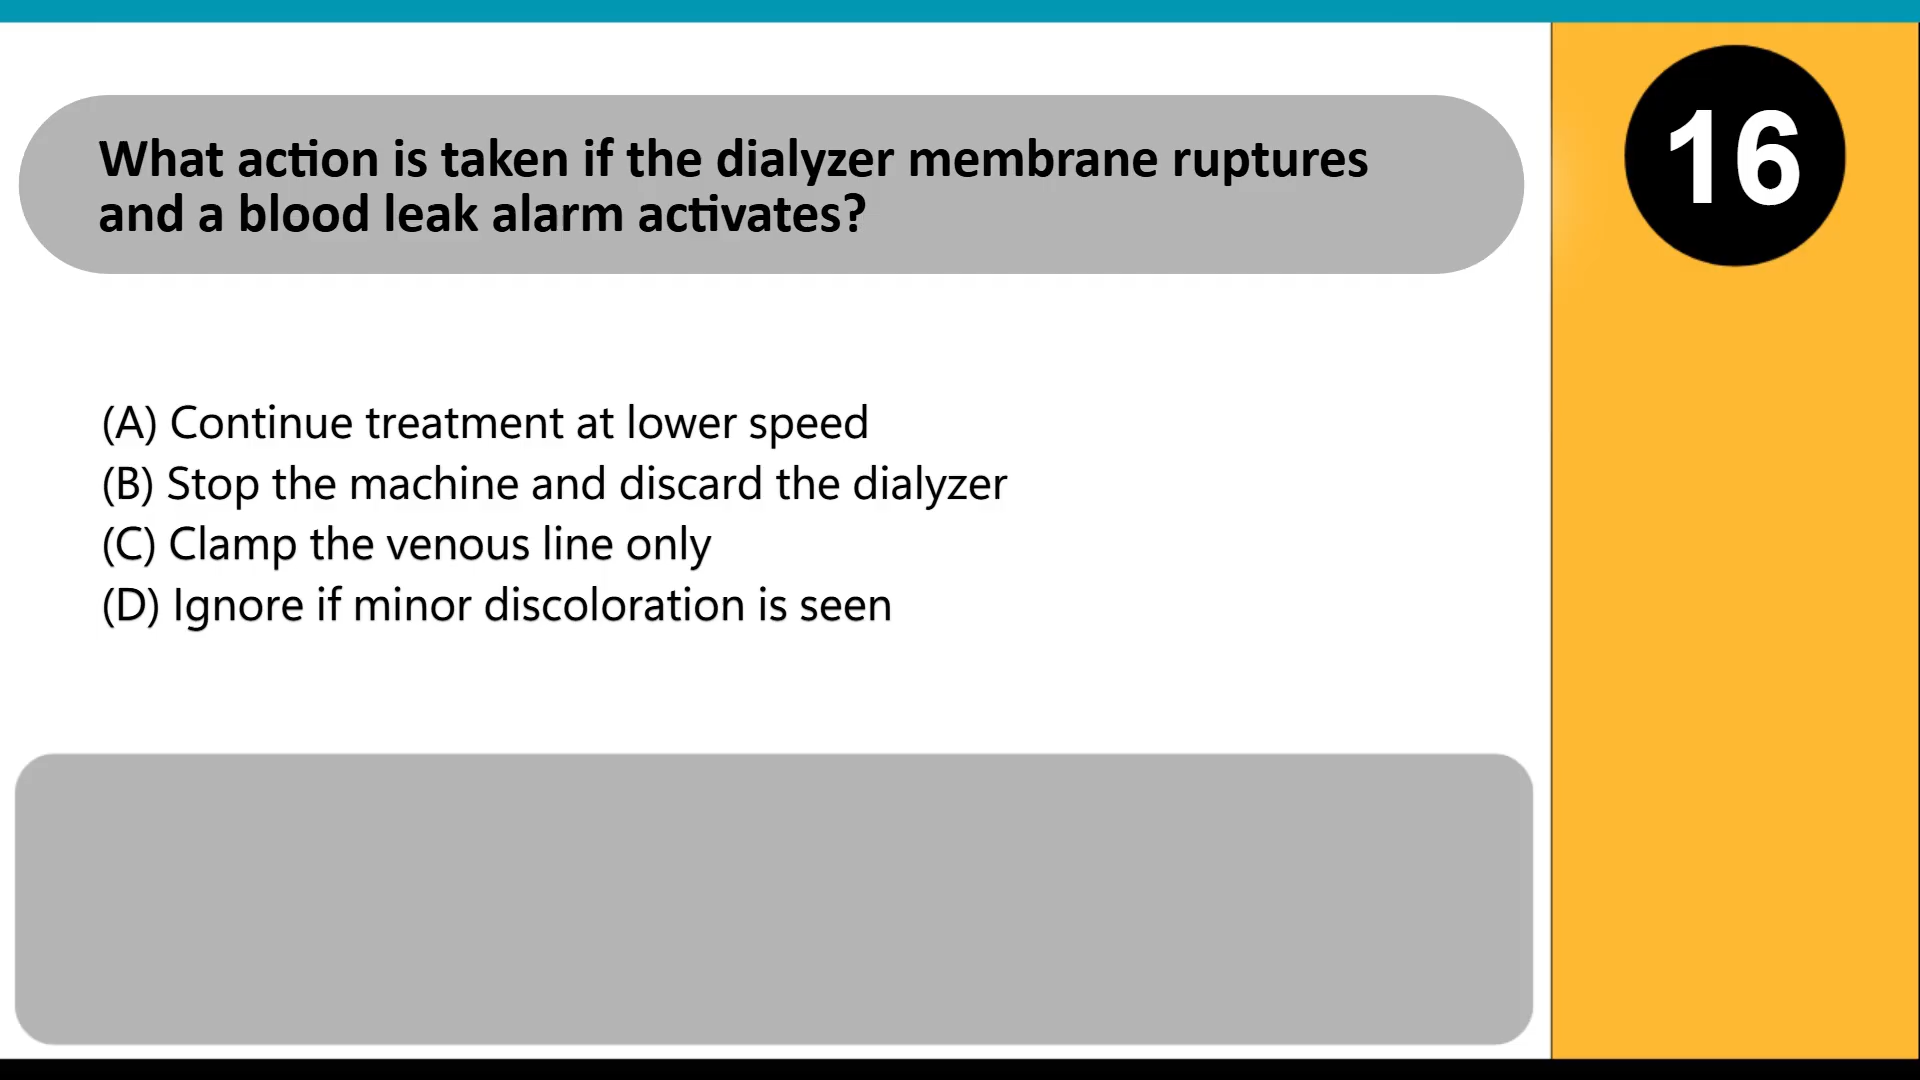 What action is taken if the dialyzer membrane ruptures
and a blood leak alarm activates?
16
(A) Continue treatment at lower speed
(B) Stop the machine and discard the dialyzer
(C) Clamp the venous line only
(D) Ignore if minor discoloration is seen